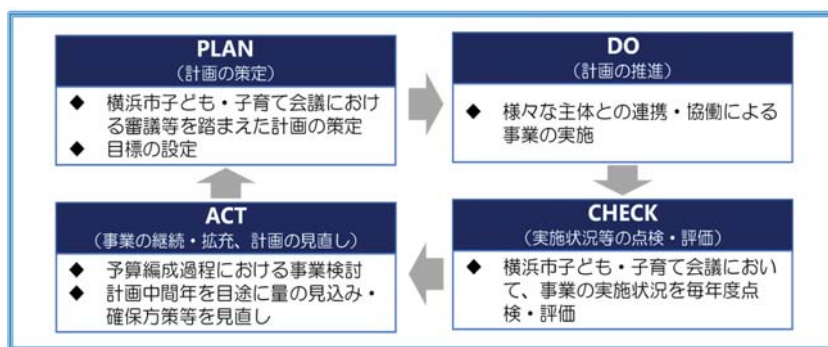 PLAN
(計画の策定)
◆ 横浜市子ども・子育て会議におけ
る審議等を踏まえた計画の策定
◆ 目標の設定
DO
(計画の推進)
◆ 様々な主体との連携・協働による
事業の実施
CHECK
(実施状況等の点検・評価)
◆ 横浜市子ども・子育て会議におい
て、事業の実施状況を毎年度点
検・評価
ACT
(事業の継続・拡充、計画の見直し)
◆ 予算編成過程における事業検討
◆ 計画中間年を目途に量の見込み・
確保方策等を見直し